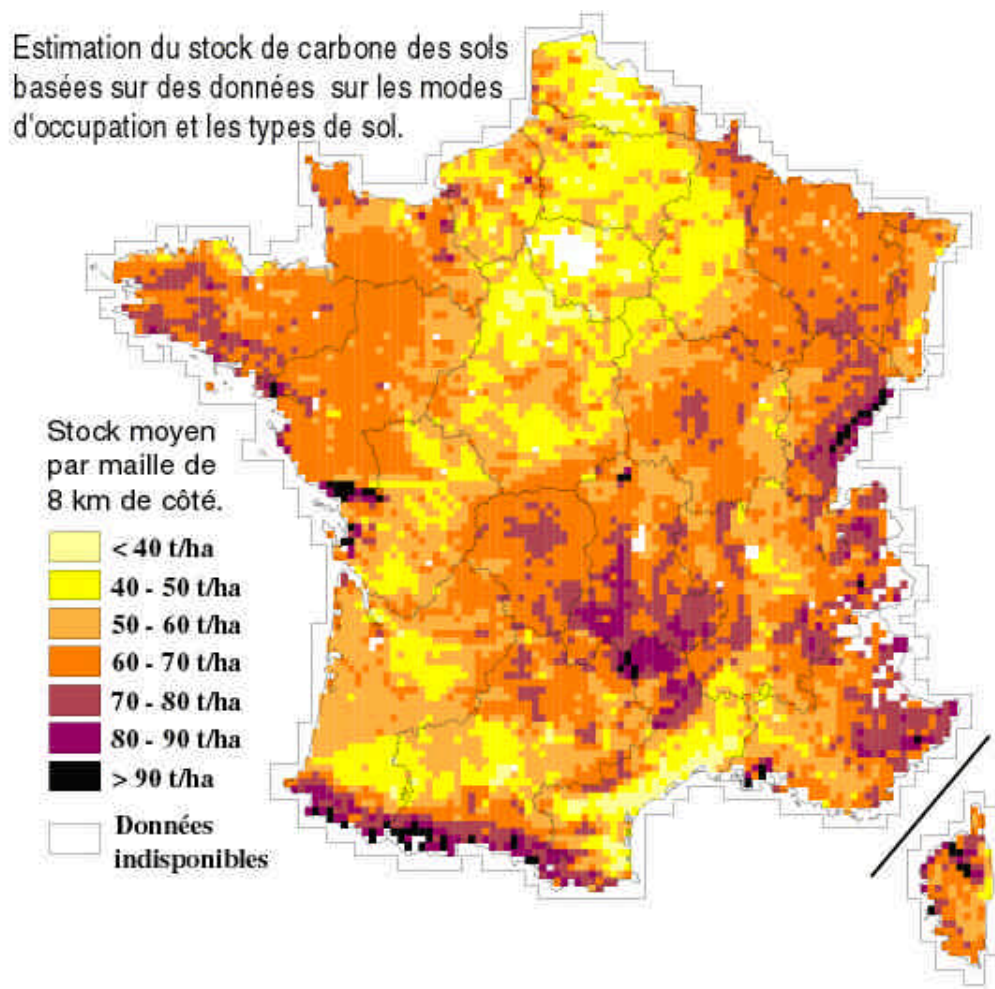 Estimation du stock de carbone des sols
basées sur des données sur les modes
d'occupation et les types de sol.
Stock moyen
par maille de
8 km de côté.
< 40 t/ha
40 - 50 t/ha
50 - 60 t/ha
60 - 70 t/ha
70 - 80 t/ha
80 - 90 t/ha
> 90 t/ha
Données
indisponibles